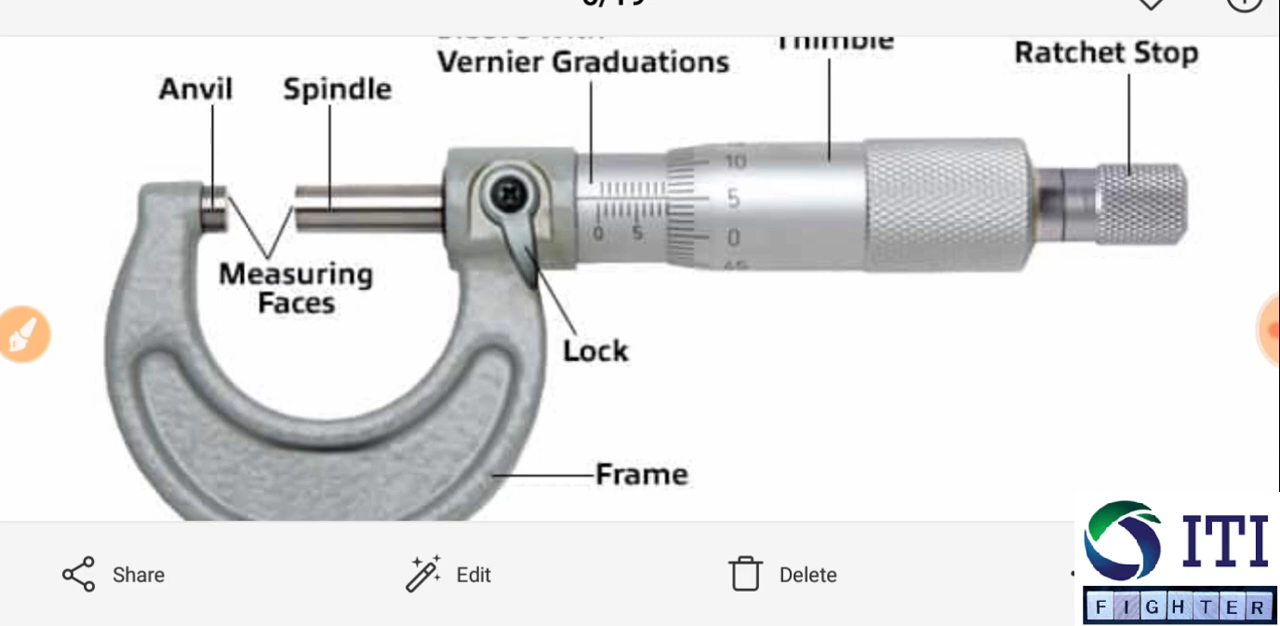 Vernier Graduations
Thimble
Ratchet Stop
Anvil
Spindle
10
5
0
0 5
Measuring
Faces
Lock
Frame
Share
Edit
Delete
ITI
FIGHTER